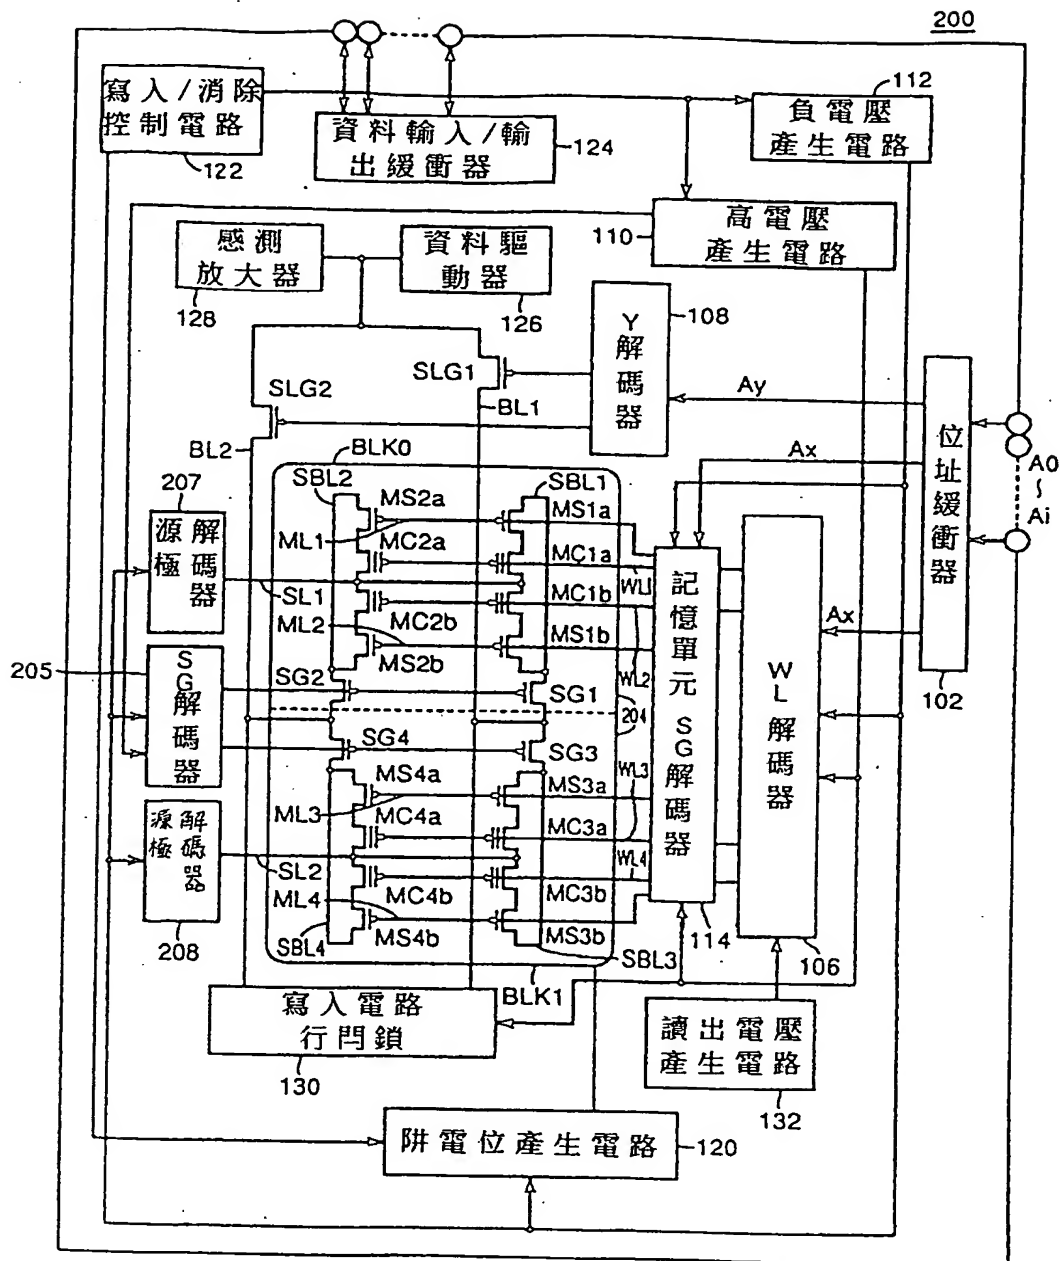 200
寫入/消除
控制電路
122
資料輸入/輸
出緩衝器
124
112
負電壓
產生電路
110
高電壓
產生電路
感測
放大器
128
資料驅
動器
126
108
Y解碼器
SLG1
SLG2
BL1
BL2
Ay
Ax
位址緩衝器
A0
~
Ai
102
BLK0
SBL2
SBL1
207
源極解碼器
MS2a
MS1a
ML1
MC2a
MC1a
WL1
SL1
MC1b
ML2
MC2b
MS1b
MS2b
WL2
205
SG解碼器
SG2
SG1
204
SG4
SG3
MS4a
MS3a
WL3
ML3
MC4a
MC3a
源極解碼器
208
SL2
WL4
ML4
MC4b
MC3b
SBL4
MS4b
MS3b
SBL3
BLK1
記憶單元SG解碼器
114
Ax
WL解碼器
106
寫入電路
行閂鎖
130
讀出電壓
產生電路
132
阱電位產生電路
120